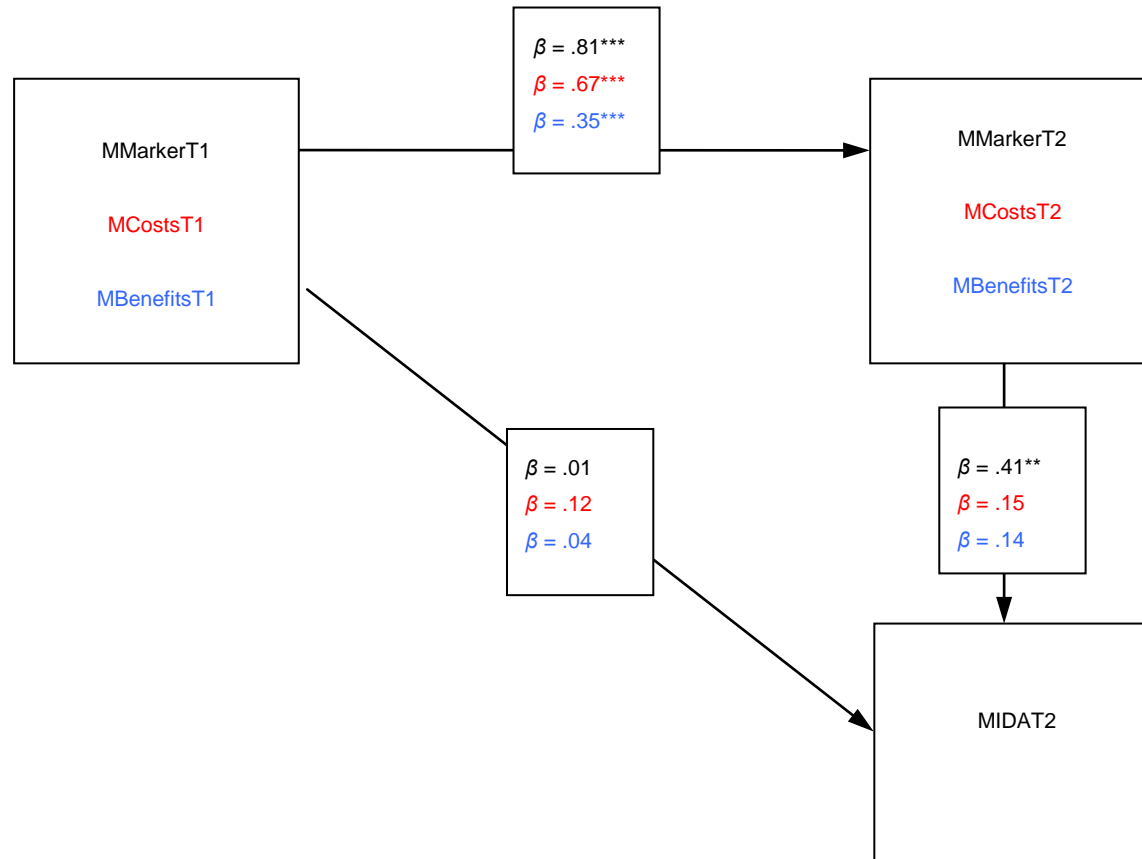 β = .81***
β = .67***
β = .35***
MMarkerT1
MCostsT1
MBenefitsT1
MMarkerT2
MCostsT2
MBenefitsT2
β = .01
β = .12
β = .04
β = .41**
β = .15
β = .14
MIDAT2